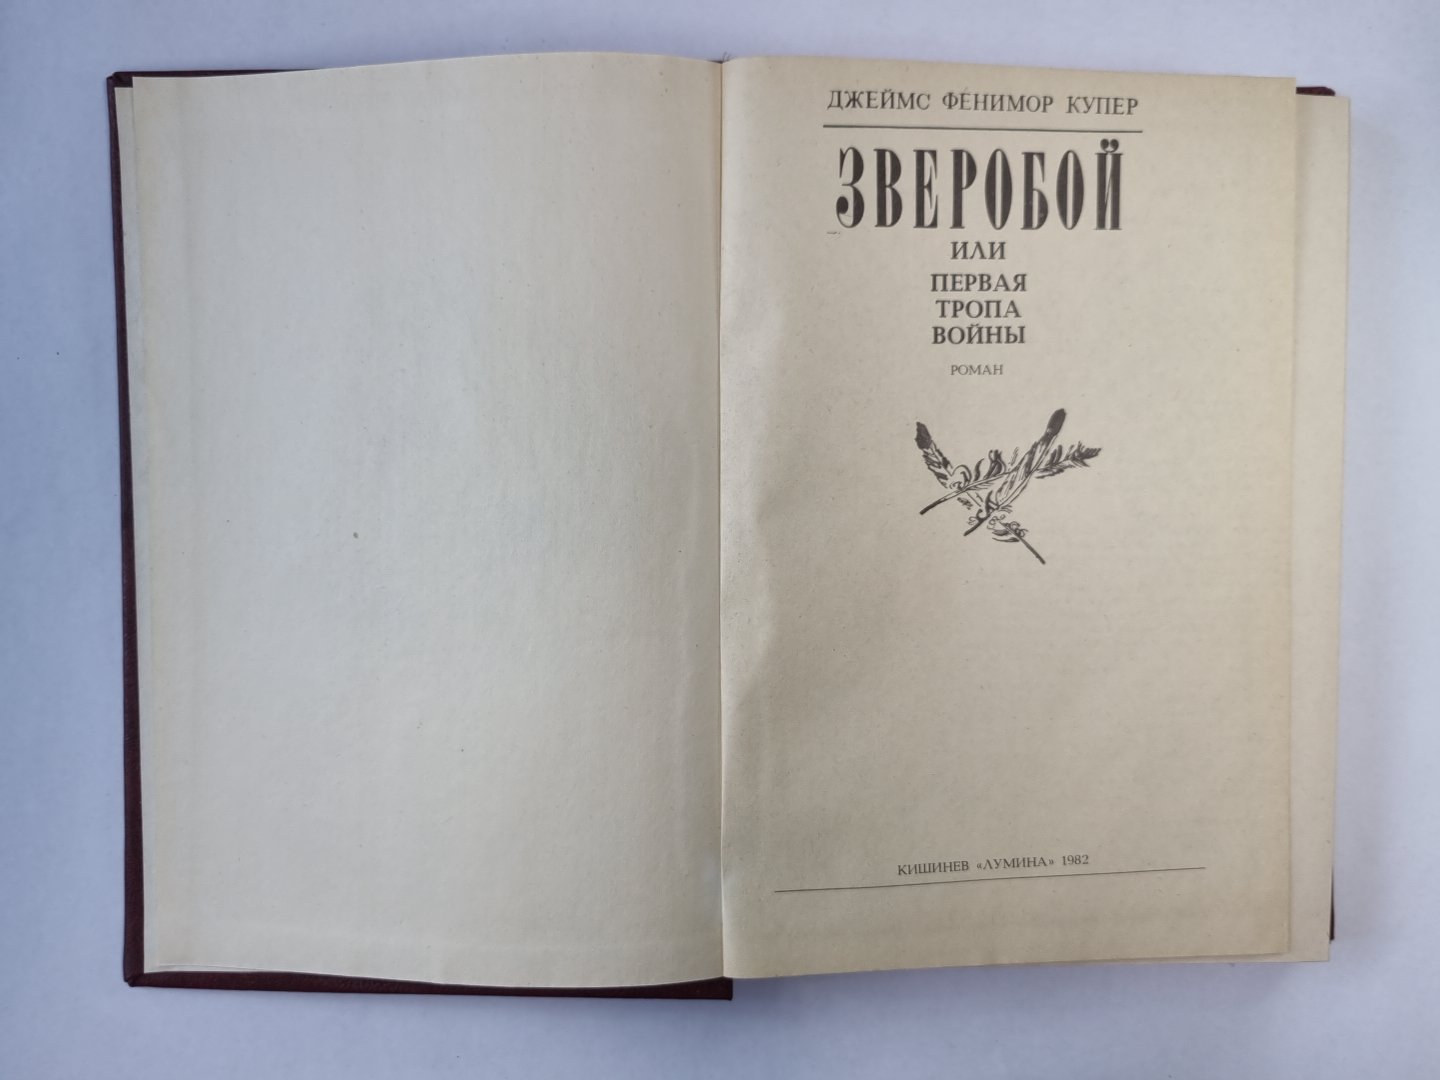 ДЖЕЙМС ФЕНИМОР КУПЕР
ЗВЕРОБОЙ
ИЛИ
ПЕРВАЯ
ТРОПА
ВОЙНЫ
РОМАН
КИШИНЕВ «ЛУМИНА» 1982